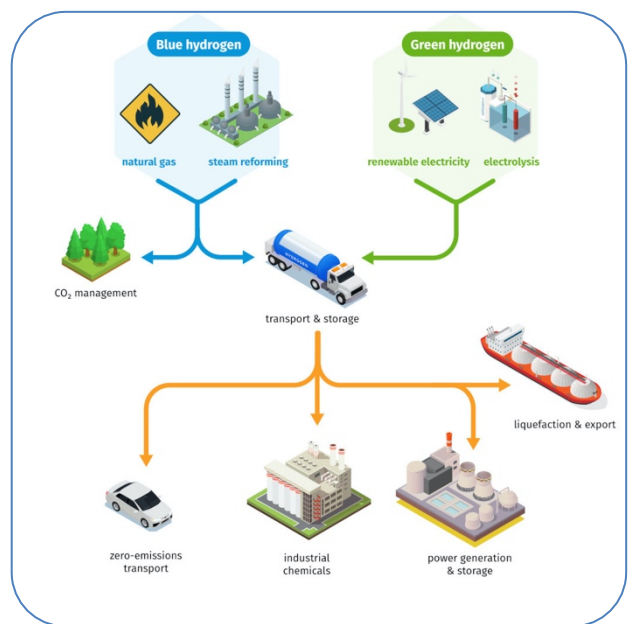 Blue hydrogen
Green hydrogen
natural gas
steam reforming
renewable electricity
electrolysis
CO₂ management
HYDROGEN
transport & storage
liquefaction & export
zero-emissions
transport
industrial
chemicals
power generation
& storage